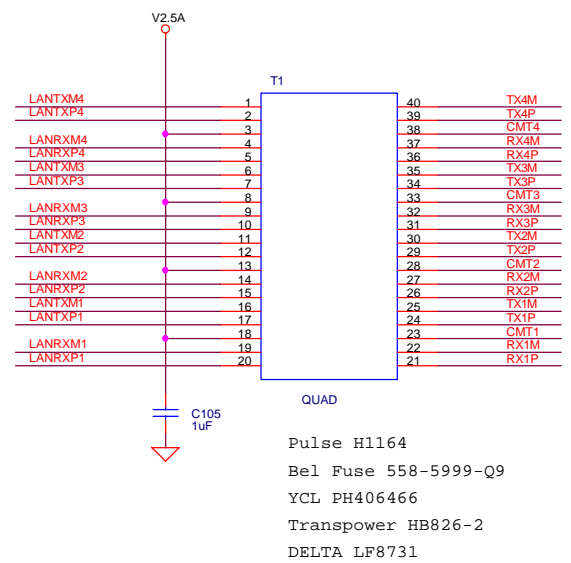 V2.5A
T1
LANTXM4 1 40 TX4M
LANTXP4 2 39 TX4P
3 38 CMT4
LANRXM4 4 37 RX4M
LANRXP4 5 36 RX4P
LANTXM3 6 35 TX3M
LANTXP3 7 34 TX3P
8 33 CMT3
LANRXM3 9 32 RX3M
LANRXP3 10 31 RX3P
LANTXM2 11 30 TX2M
LANTXP2 12 29 TX2P
13 28 CMT2
LANRXM2 14 27 RX2M
LANRXP2 15 26 RX2P
LANTXM1 16 25 TX1M
LANTXP1 17 24 TX1P
18 23 CMT1
LANRXM1 19 22 RX1M
LANRXP1 20 21 RX1P
QUAD
C105
1uF
Pulse H1164
Bel Fuse 558-5999-Q9
YCL PH406466
Transpower HB826-2
DELTA LF8731